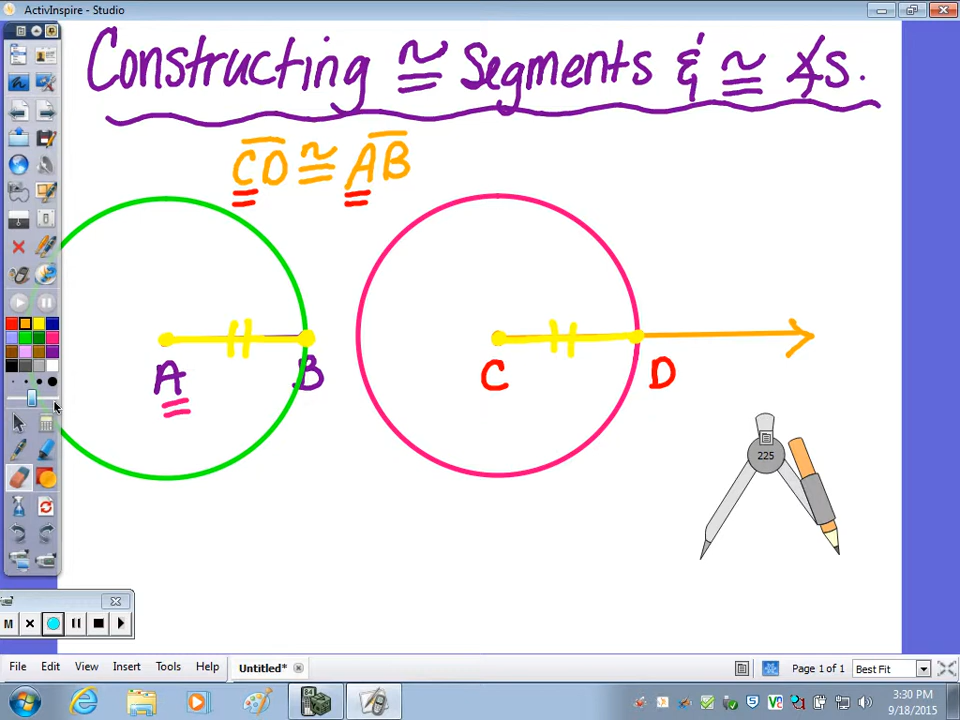 ActivInspire - Studio
Constructing ≅ Segments & ≅ ∡s.
CD ≅ AB
A B C D
225
M
File Edit View Insert Tools Help Untitled* Page 1 of 1 Best Fit
3:30 PM
9/18/2015